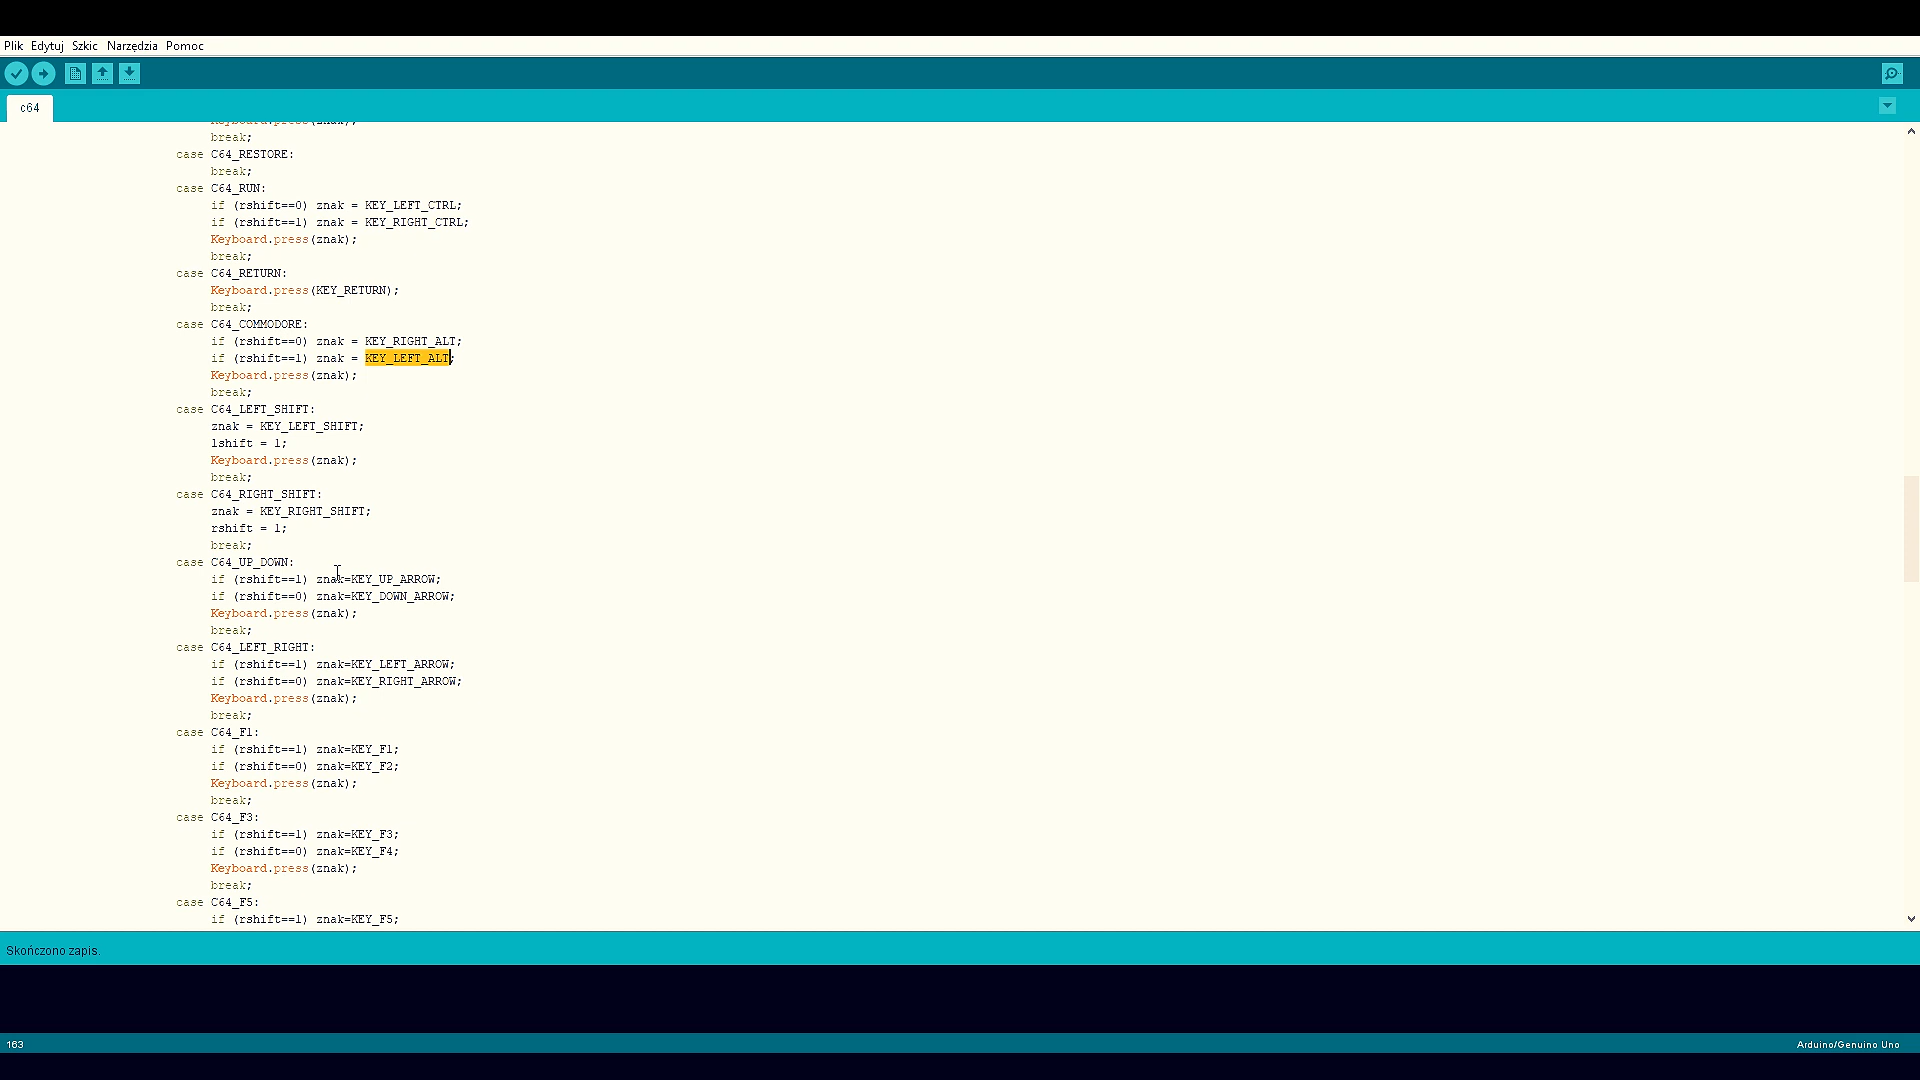 Plik Edytuj Szkic Narzędzia Pomoc
c64
Keyboard.press(znak);
break;
case C64_RESTORE:
break;
case C64_RUN:
if (rshift==0) znak = KEY_LEFT_CTRL;
if (rshift==1) znak = KEY_RIGHT_CTRL;
Keyboard.press(znak);
break;
case C64_RETURN:
Keyboard.press(KEY_RETURN);
break;
case C64_COMMODORE:
if (rshift==0) znak = KEY_RIGHT_ALT;
if (rshift==1) znak = KEY_LEFT_ALT;
Keyboard.press(znak);
break;
case C64_LEFT_SHIFT:
znak = KEY_LEFT_SHIFT;
lshift = 1;
Keyboard.press(znak);
break;
case C64_RIGHT_SHIFT:
znak = KEY_RIGHT_SHIFT;
rshift = 1;
break;
case C64_UP_DOWN:
if (rshift==1) znak=KEY_UP_ARROW;
if (rshift==0) znak=KEY_DOWN_ARROW;
Keyboard.press(znak);
break;
case C64_LEFT_RIGHT:
if (rshift==1) znak=KEY_LEFT_ARROW;
if (rshift==0) znak=KEY_RIGHT_ARROW;
Keyboard.press(znak);
break;
case C64_F1:
if (rshift==1) znak=KEY_F1;
if (rshift==0) znak=KEY_F2;
Keyboard.press(znak);
break;
case C64_F3:
if (rshift==1) znak=KEY_F3;
if (rshift==0) znak=KEY_F4;
Keyboard.press(znak);
break;
case C64_F5:
if (rshift==1) znak=KEY_F5;
Skończono zapis.
163
Arduino/Genuino Uno